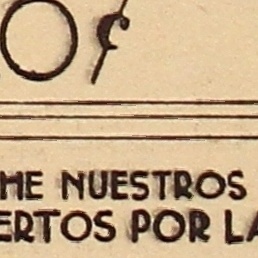 0¢
HE NUESTROS
ERTOS POR LA